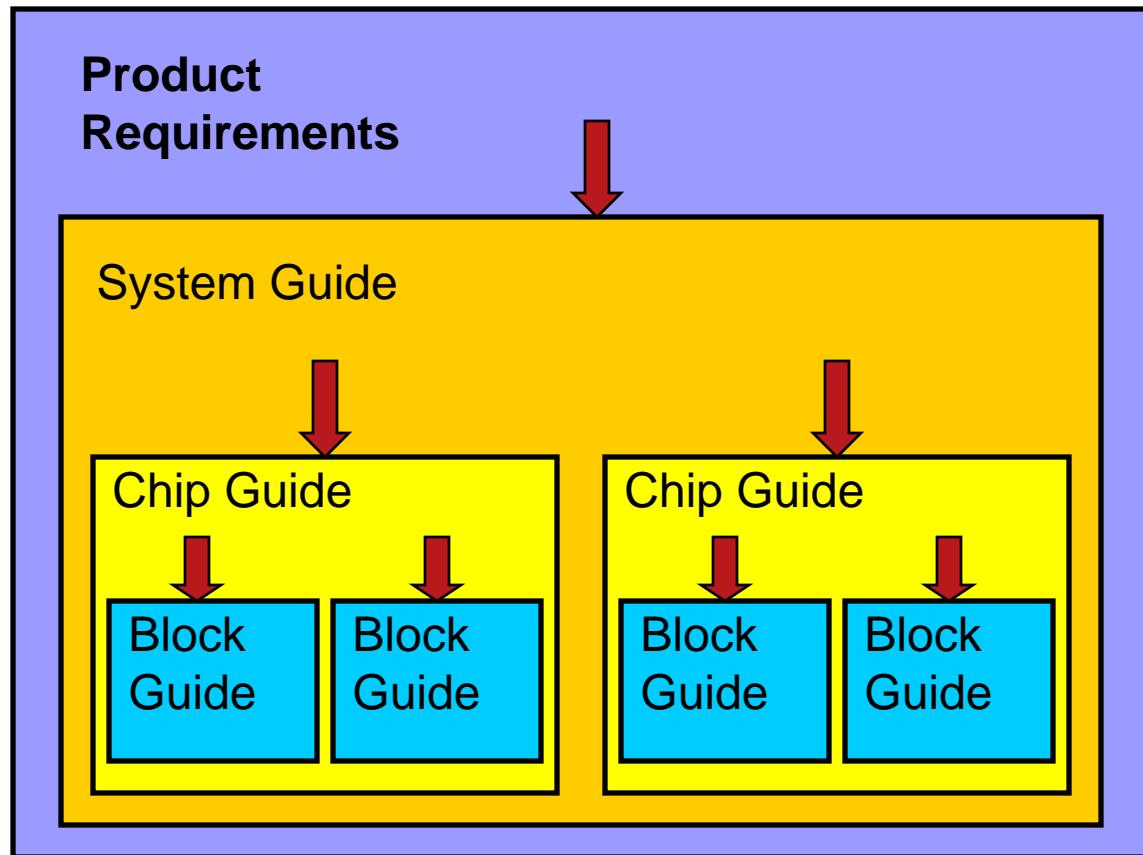 Product
Requirements
System Guide
Chip Guide
Chip Guide
Block
Guide
Block
Guide
Block
Guide
Block
Guide